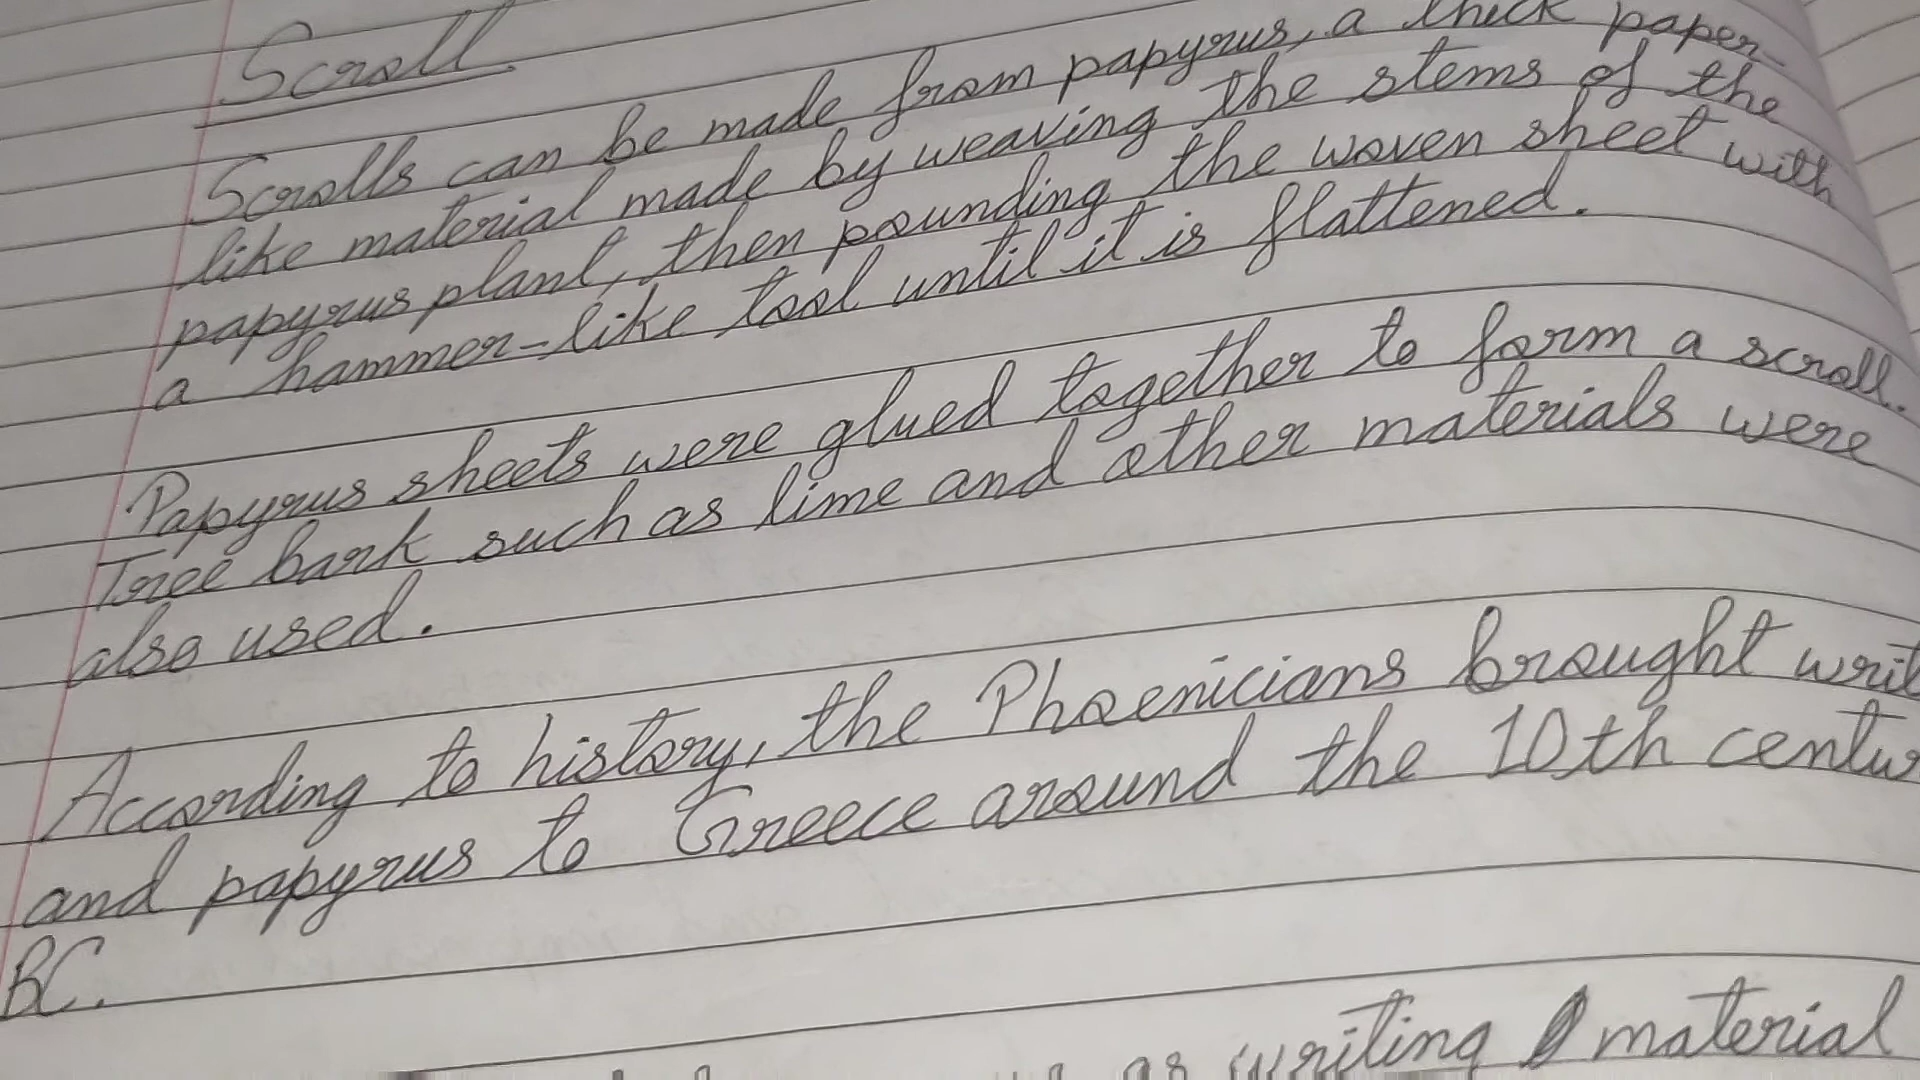 Scroll
Scrolls can be made from papyrus, a thick paper-
like material made by weaving the stems of the
papyrus plant, then pounding the woven sheet with
a hammer-like tool until it is flattened.
Papyrus sheets were glued together to form a scroll.
Tree bark such as lime and other materials were
also used.
According to history, the Phoenicians brought writ
and papyrus to Greece around the 10th centu
BC.
as writing material